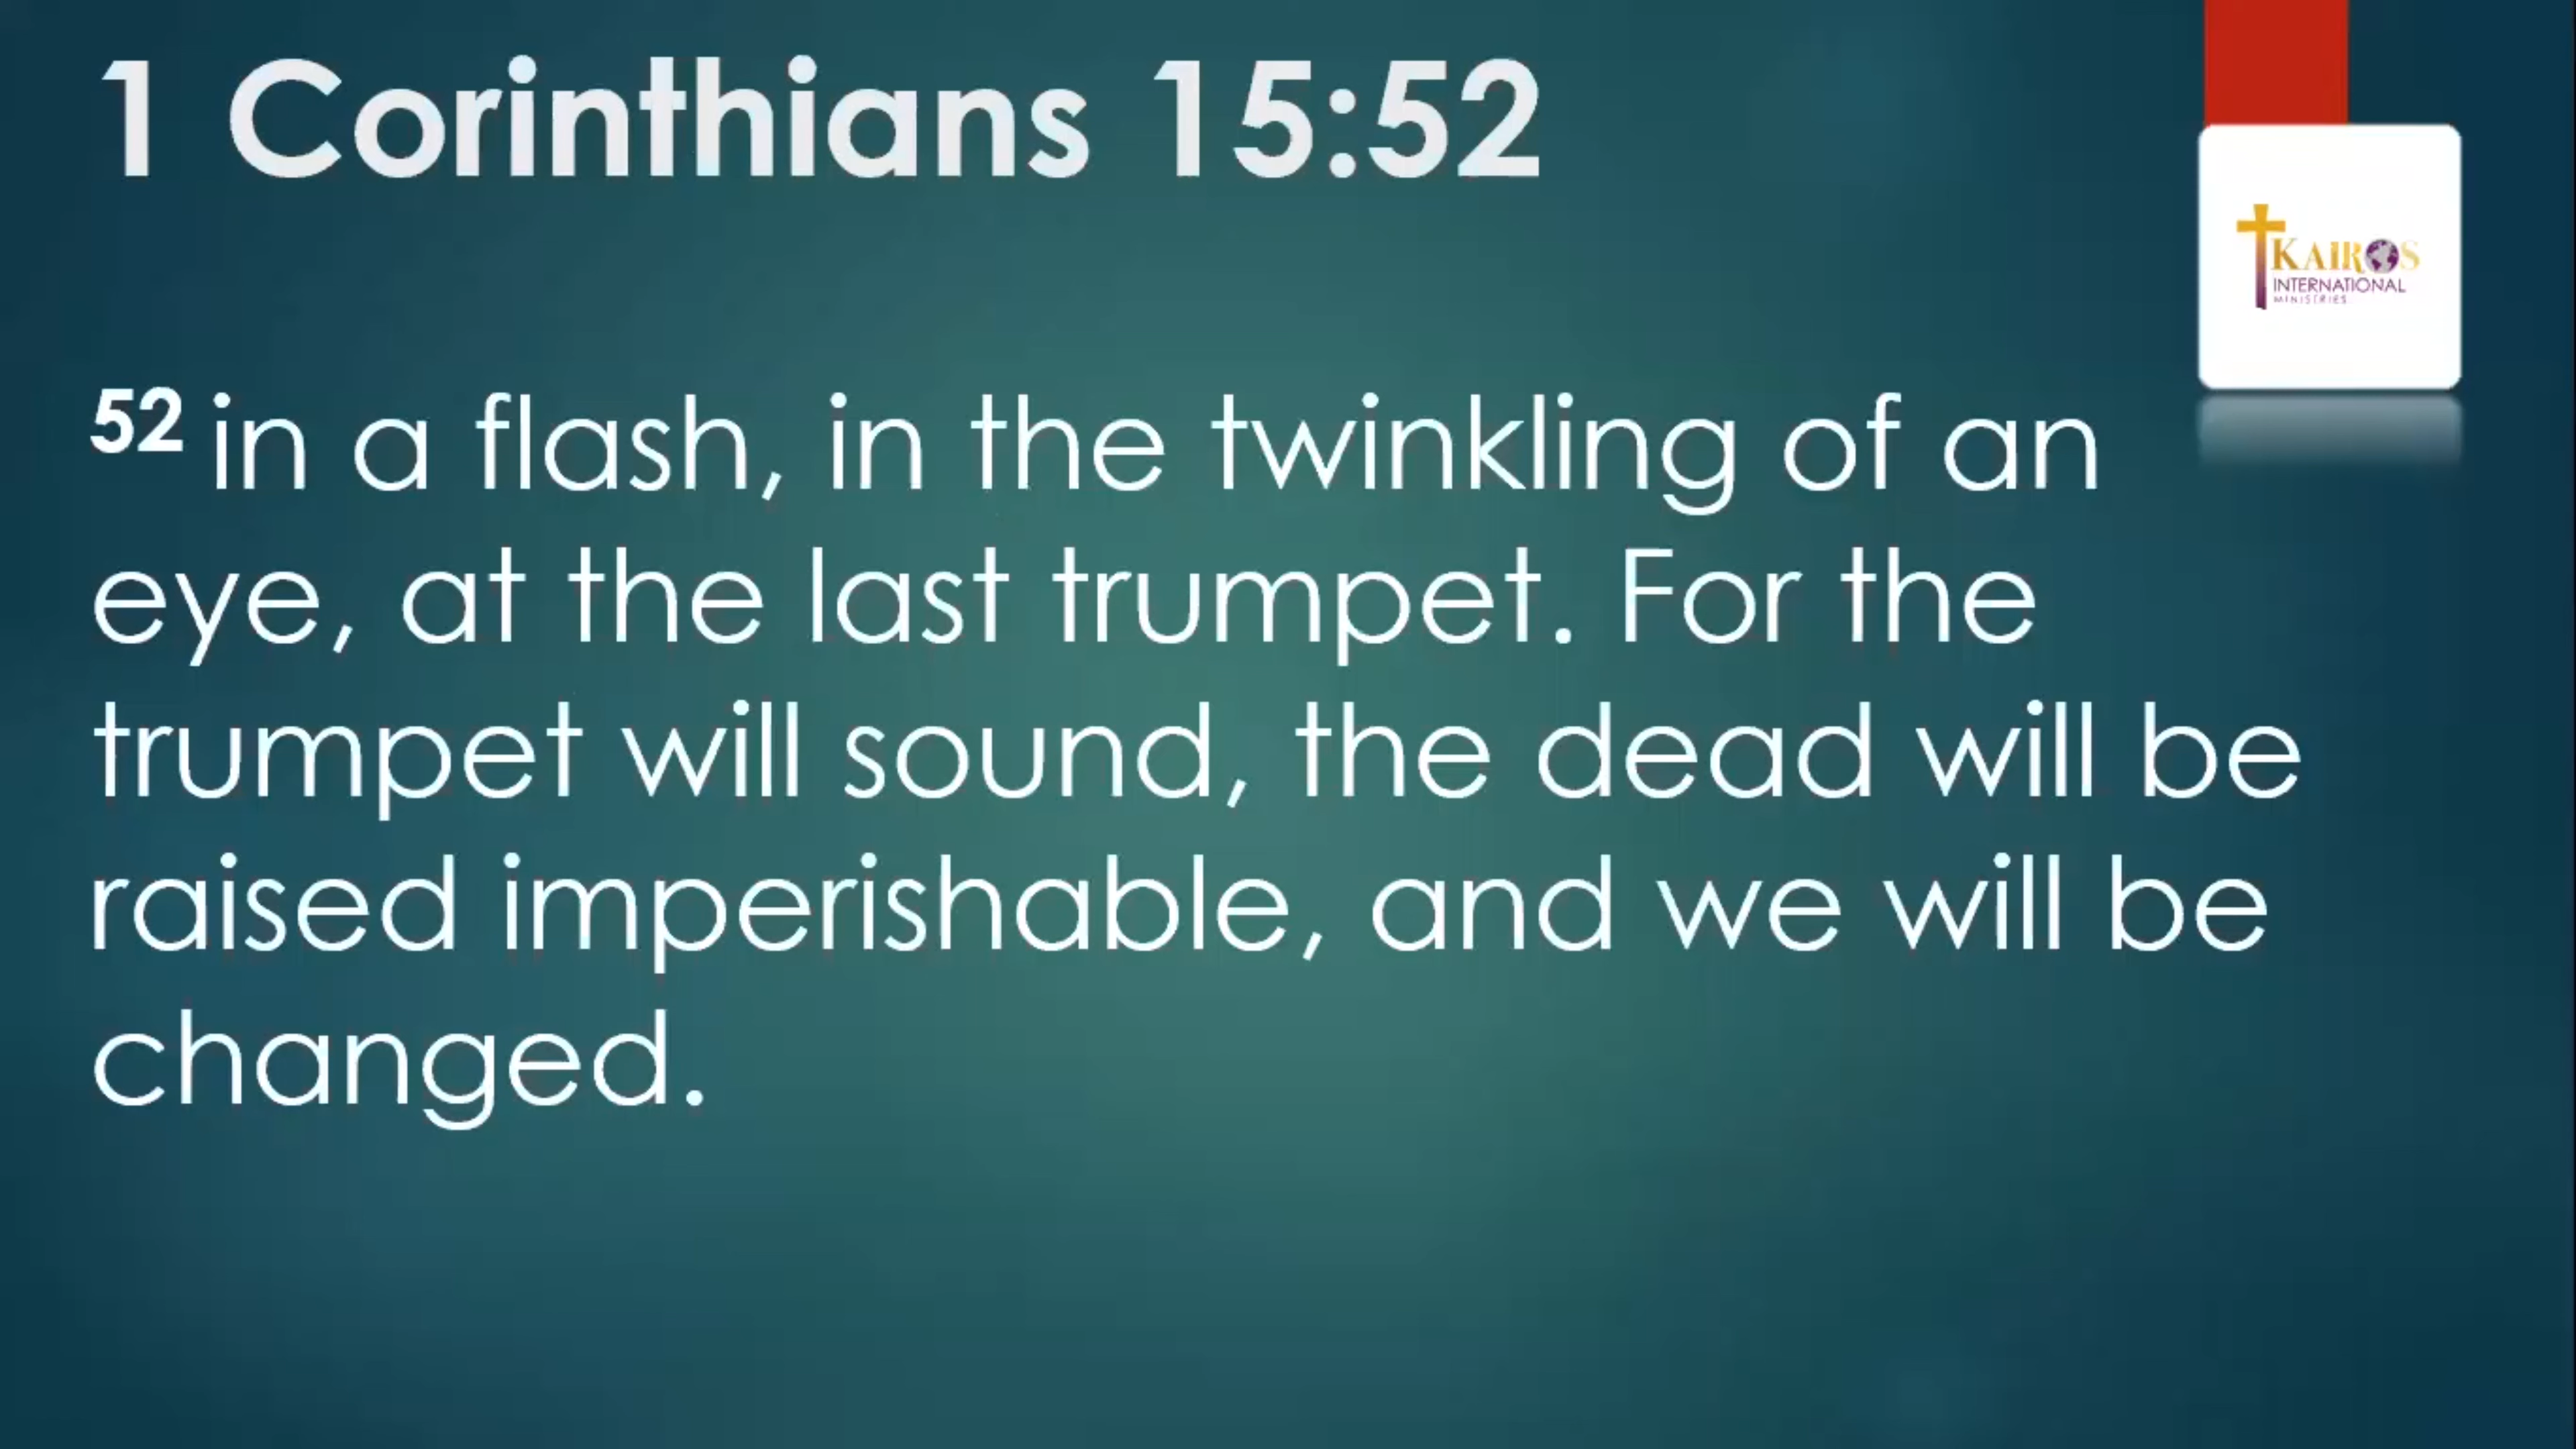 1 Corinthians 15:52
KAIROS
INTERNATIONAL
MINISTRIES
52 in a flash, in the twinkling of an
eye, at the last trumpet. For the
trumpet will sound, the dead will be
raised imperishable, and we will be
changed.